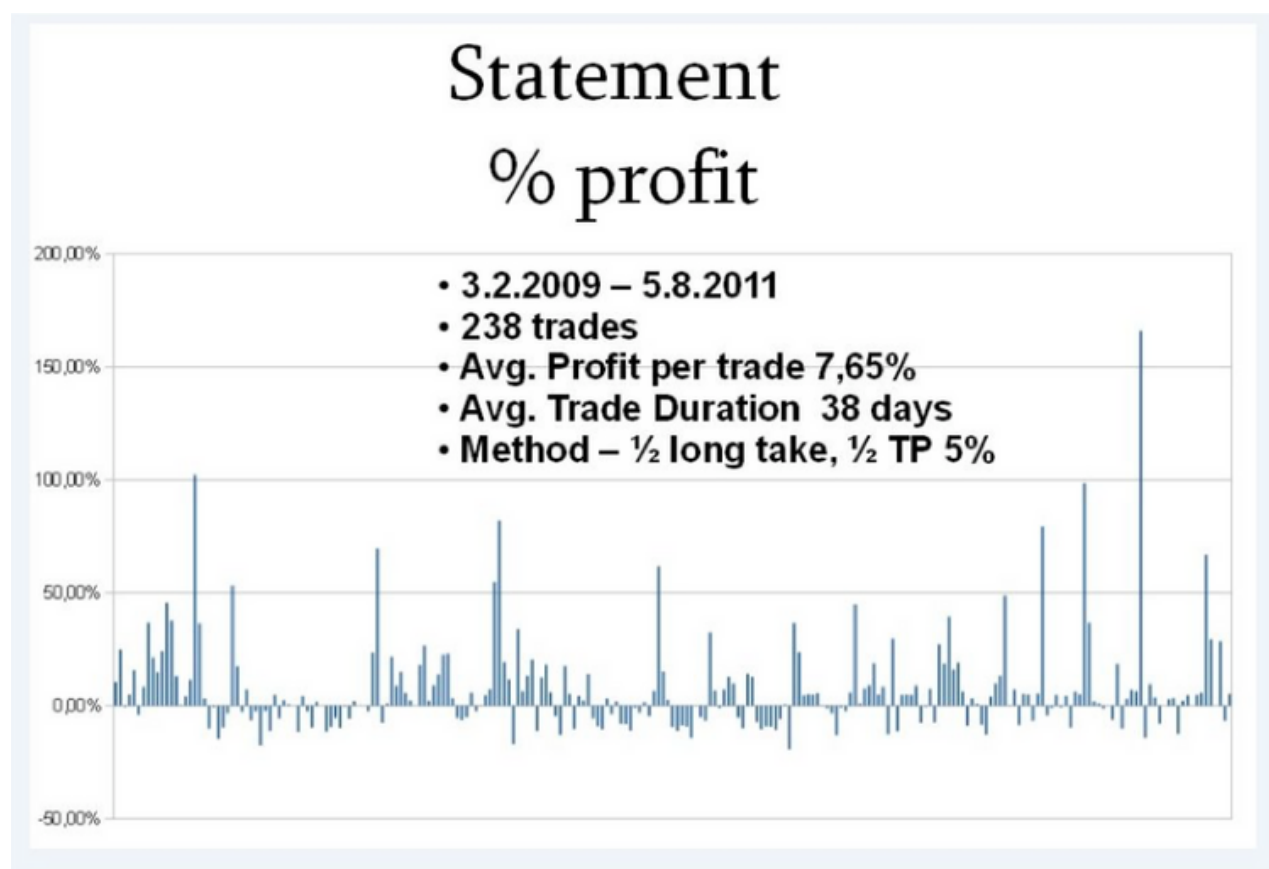 Statement
% profit
200,00%
• 3.2.2009 – 5.8.2011
• 238 trades
150,00%
• Avg. Profit per trade 7,65%
• Avg. Trade Duration 38 days
• Method – ½ long take, ½ TP 5%
100,00%
50,00%
0,00%
-50,00%